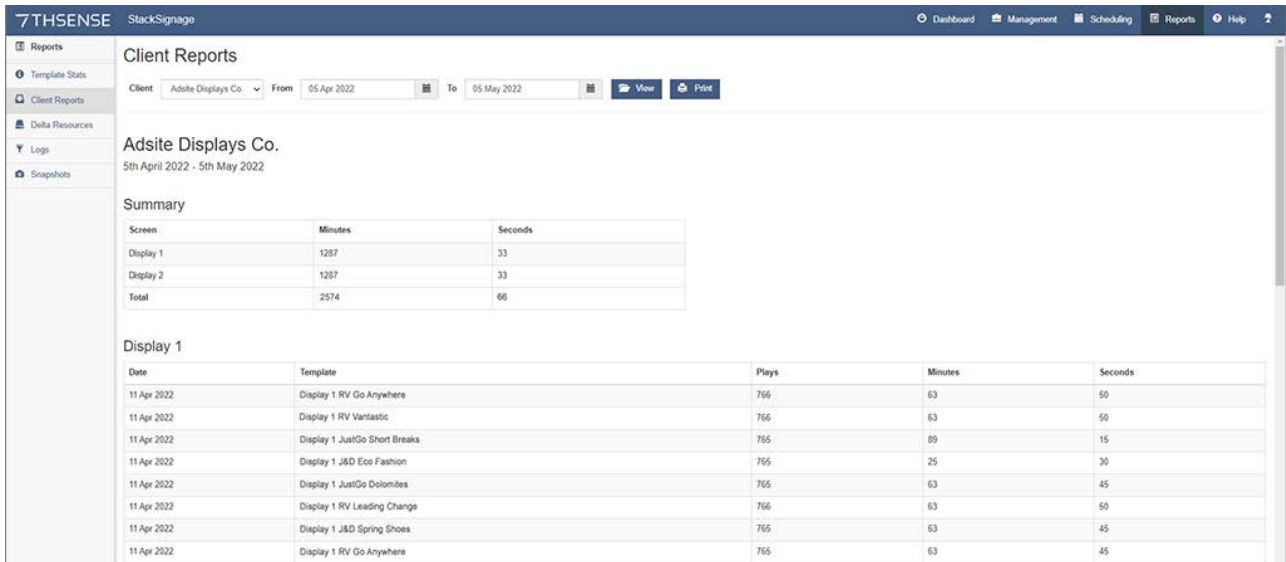 7THSENSE StackSignage Dashboard Management Scheduling Reports Help
Reports
Template Stats
Client Reports
Delta Resources
Logs
Snapshots
Client Reports
Client Adsite Displays Co. From 05 Apr 2022 To 05 May 2022 View Print
Adsite Displays Co.
5th April 2022 - 5th May 2022
Summary
Screen Minutes Seconds
Display 1 1287 33
Display 2 1287 33
Total 2574 66
Display 1
Date Template Plays Minutes Seconds
11 Apr 2022 Display 1 RV Go Anywhere 766 63 50
11 Apr 2022 Display 1 RV Vantastic 766 63 50
11 Apr 2022 Display 1 JustGo Short Breaks 765 89 15
11 Apr 2022 Display 1 J&D Eco Fashion 765 25 30
11 Apr 2022 Display 1 JustGo Dolomites 765 63 45
11 Apr 2022 Display 1 RV Leading Change 766 63 50
11 Apr 2022 Display 1 J&D Spring Shoes 765 63 45
11 Apr 2022 Display 1 RV Go Anywhere 765 63 45